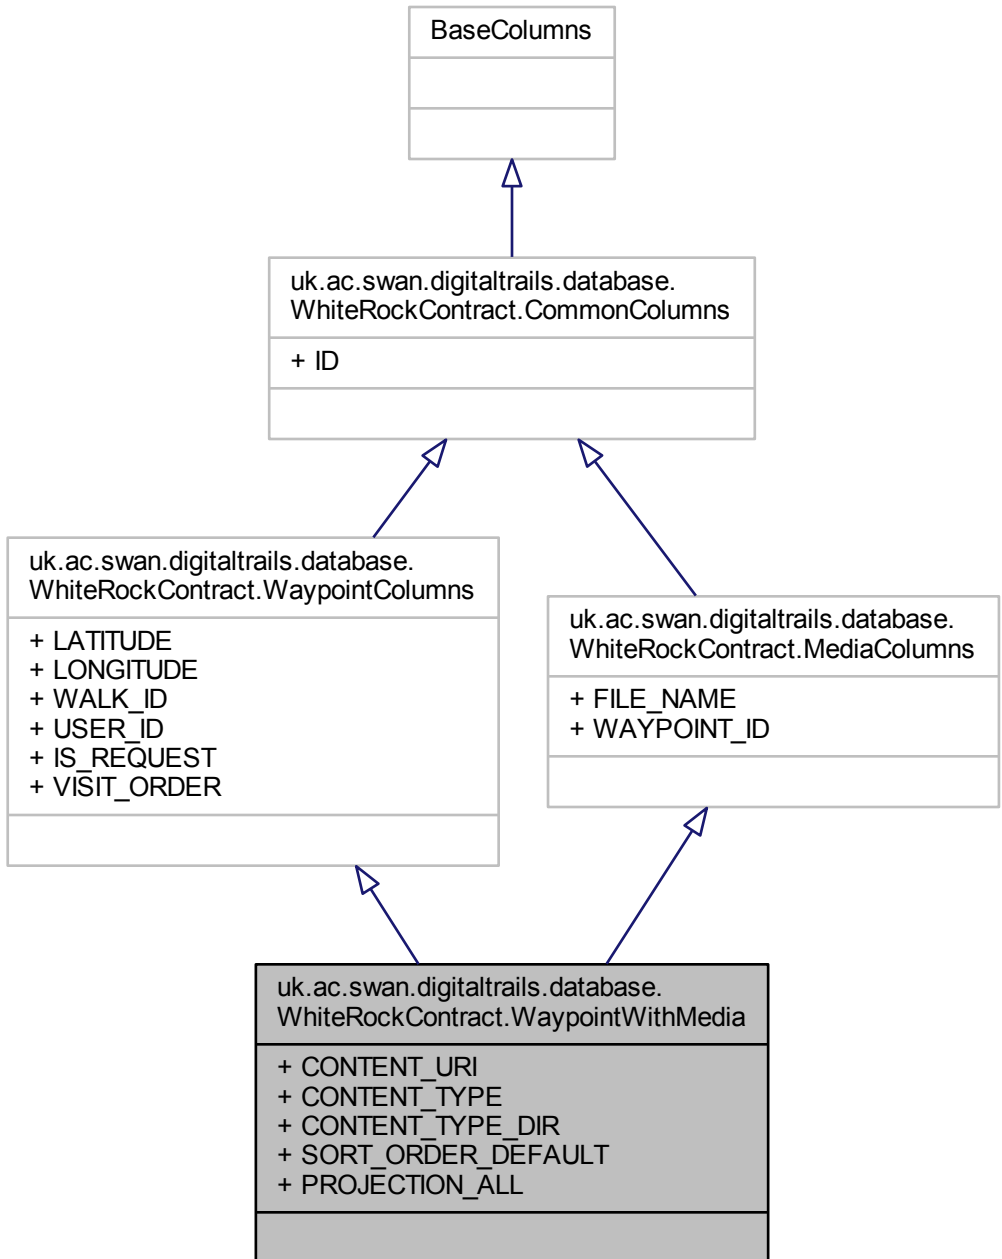 BaseColumns
uk.ac.swan.digitaltrails.database.
WhiteRockContract.CommonColumns
+ ID
uk.ac.swan.digitaltrails.database.
WhiteRockContract.WaypointColumns
+ LATITUDE
+ LONGITUDE
+ WALK_ID
+ USER_ID
+ IS_REQUEST
+ VISIT_ORDER
uk.ac.swan.digitaltrails.database.
WhiteRockContract.MediaColumns
+ FILE_NAME
+ WAYPOINT_ID
uk.ac.swan.digitaltrails.database.
WhiteRockContract.WaypointWithMedia
+ CONTENT_URI
+ CONTENT_TYPE
+ CONTENT_TYPE_DIR
+ SORT_ORDER_DEFAULT
+ PROJECTION_ALL